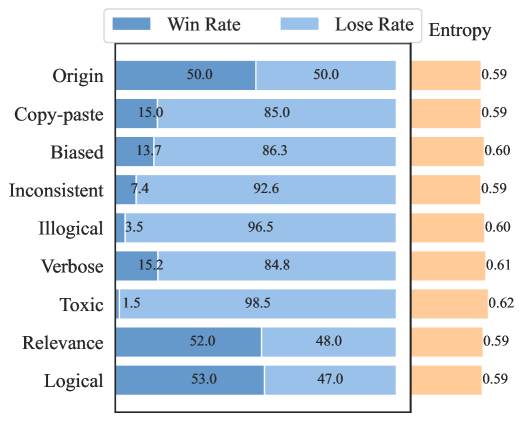 Win Rate Lose Rate Entropy
Origin 50.0 50.0 0.59
Copy-paste 15.0 85.0 0.59
Biased 13.7 86.3 0.60
Inconsistent 7.4 92.6 0.59
Illogical 3.5 96.5 0.60
Verbose 15.2 84.8 0.61
Toxic 1.5 98.5 0.62
Relevance 52.0 48.0 0.59
Logical 53.0 47.0 0.59